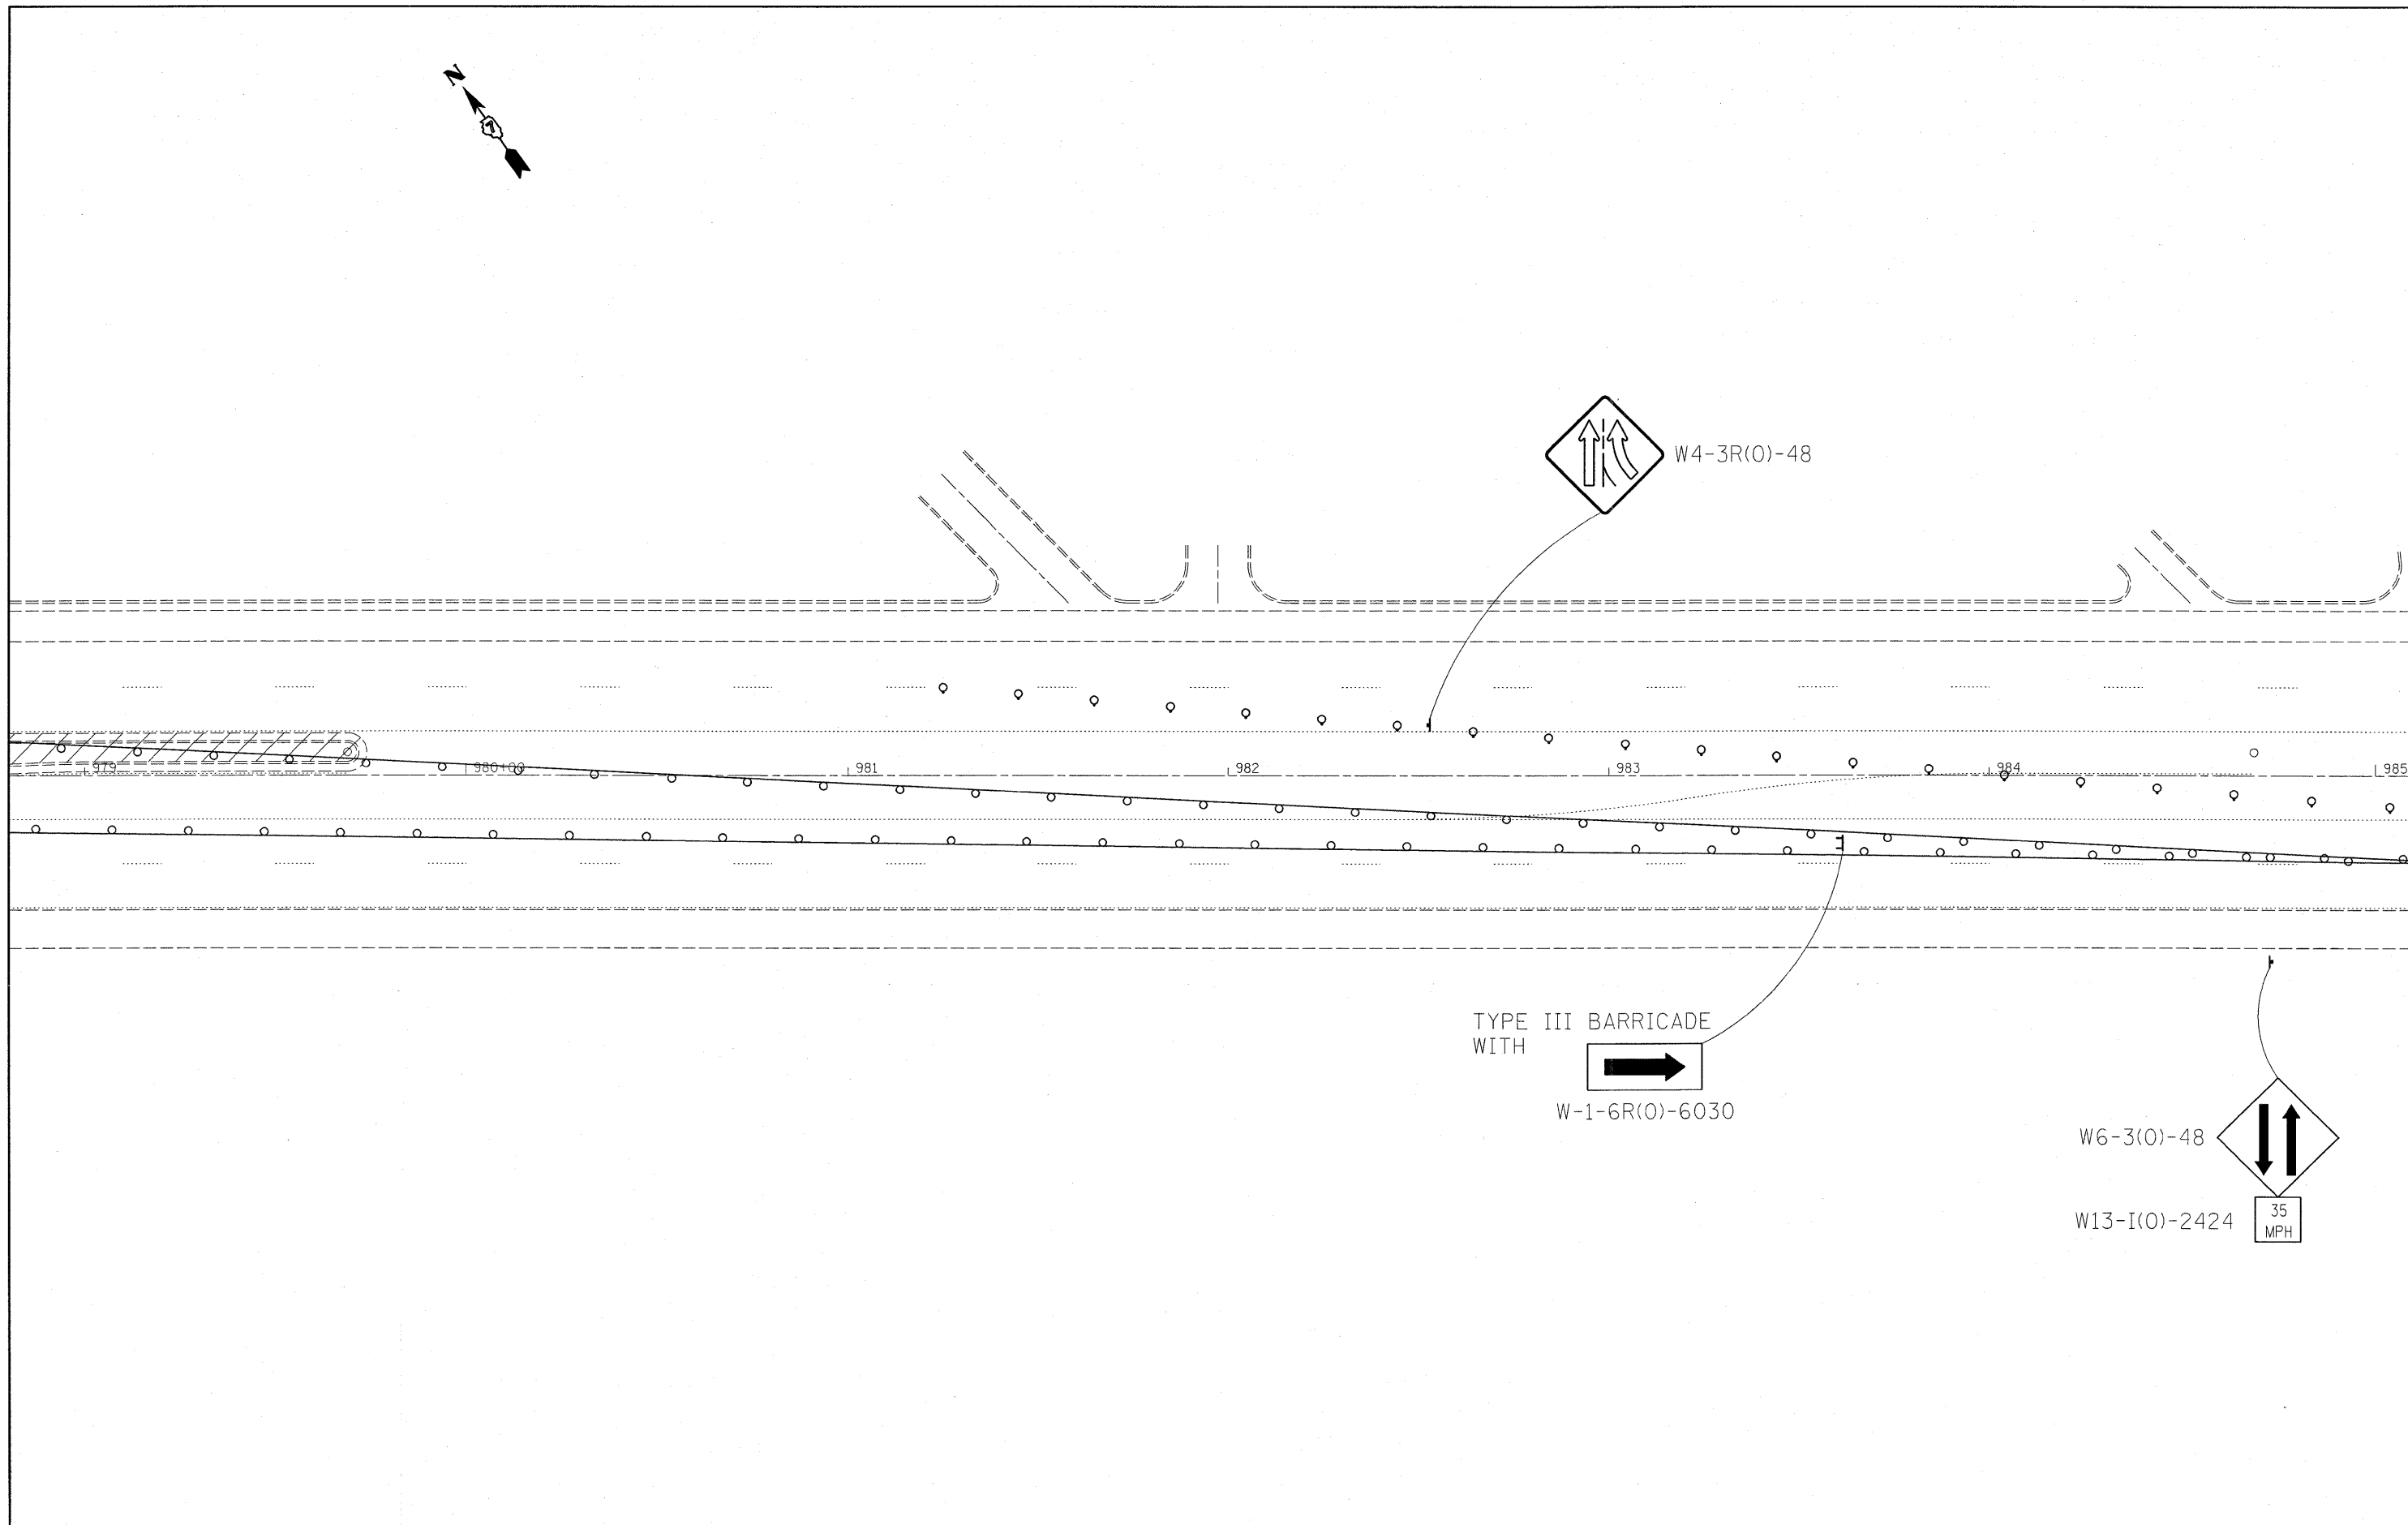 N
7
W4-3R(O)-48
979
980+00
981
982
983
984
985
TYPE III BARRICADE
WITH
W-1-6R(O)-6030
W6-3(O)-48
W13-I(O)-2424
35
MPH